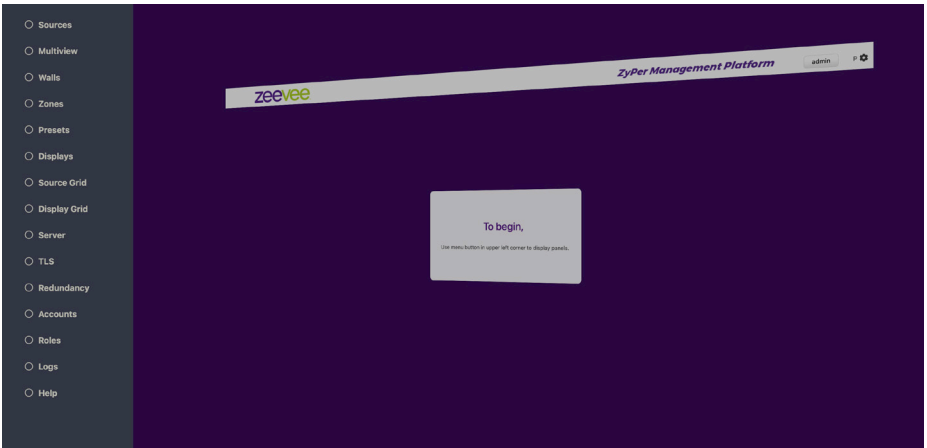 Sources
Multiview
Walls
Zones
Presets
Displays
Source Grid
Display Grid
Server
TLS
Redundancy
Accounts
Roles
Logs
Help
zeevee
ZyPer Management Platform
admin
P
To begin,
Use menu button in upper left corner to display panels.